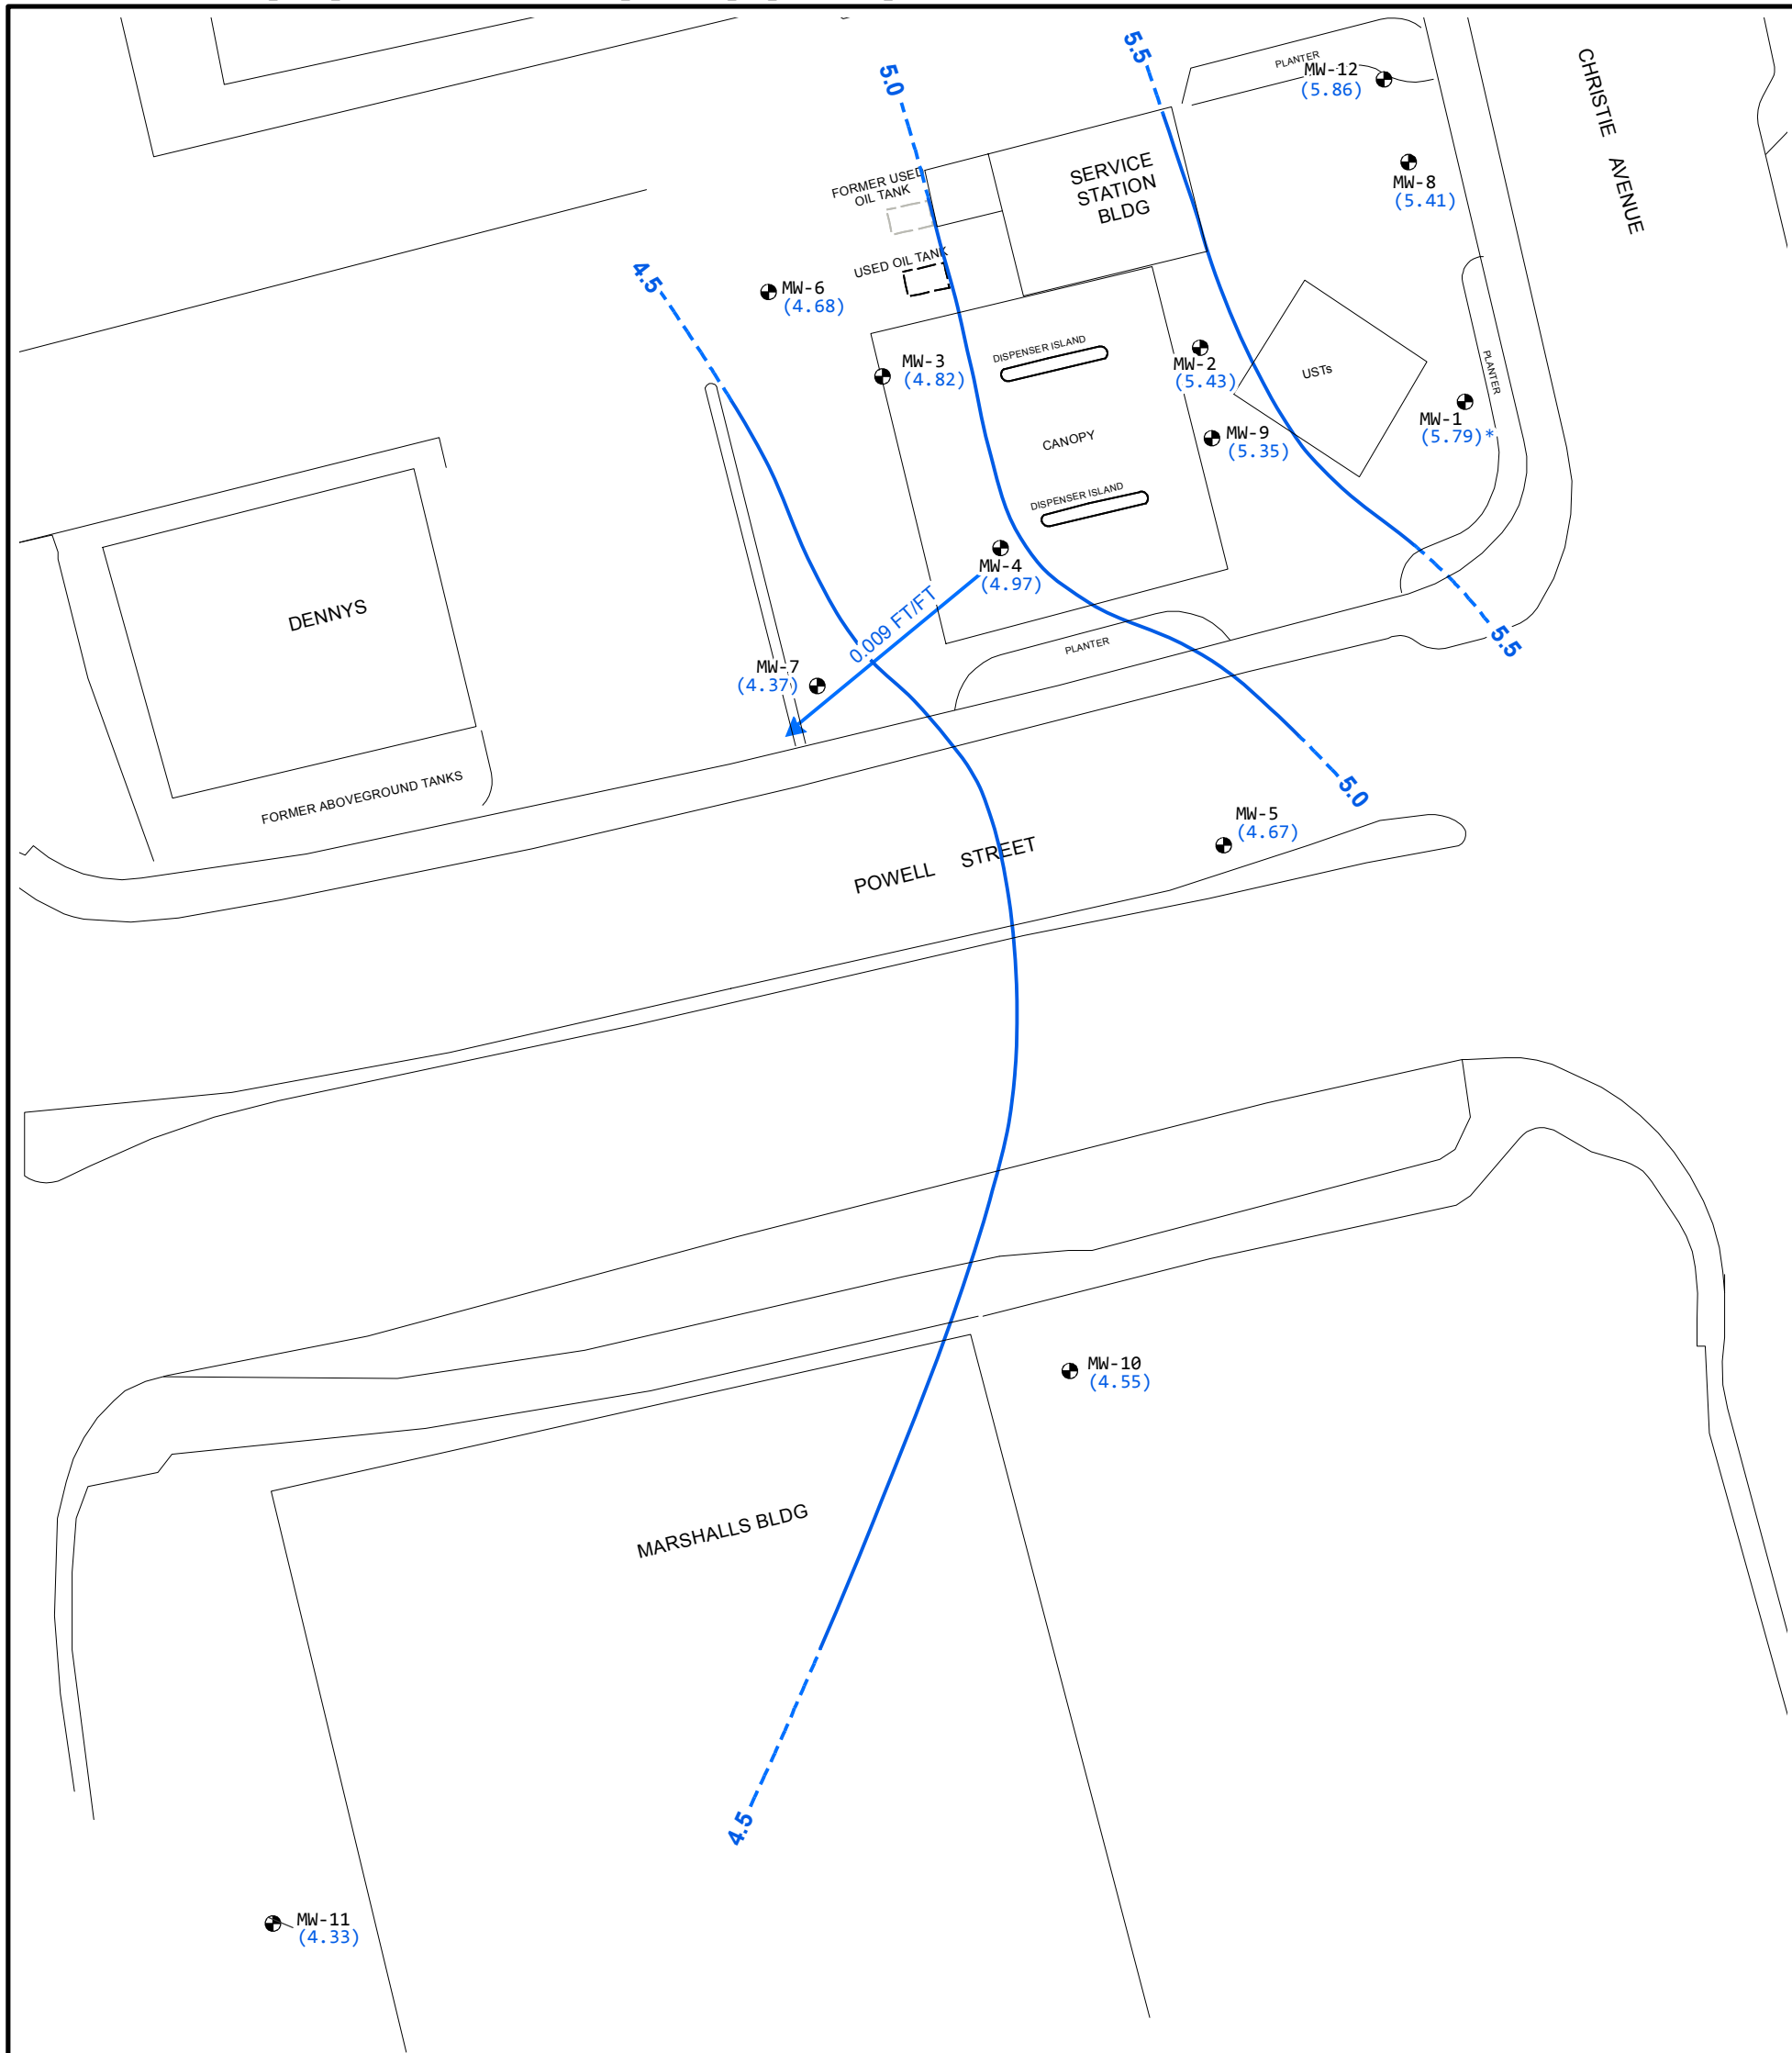 5.5
5.0
PLANTER
MW-12
(5.86)
CHRISTIE AVENUE
SERVICE
STATION
BLDG
MW-8
(5.41)
FORMER USED
OIL TANK
USED OIL TANK
4.5
MW-6
(4.68)
MW-3
(4.82)
DISPENSER ISLAND
MW-2
(5.43)
USTs
PLANTER
MW-1
(5.79)*
CANOPY
MW-9
(5.35)
DISPENSER ISLAND
MW-4
(4.97)
DENNYS
0.009 FT/FT
PLANTER
5.5
MW-7
(4.37)
FORMER ABOVEGROUND TANKS
5.0
MW-5
(4.67)
POWELL STREET
MW-10
(4.55)
MARSHALLS BLDG
4.5
MW-11
(4.33)